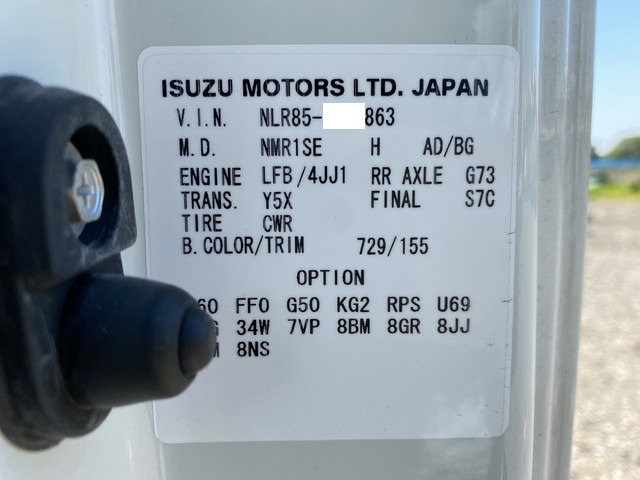 ISUZU MOTORS LTD. JAPAN
V.I.N. NLR85- 863
M.D. NMR1SE H AD/BG
ENGINE LFB/4JJ1 RR AXLE G73
TRANS. Y5X FINAL S7C
TIRE CWR
B.COLOR/TRIM 729/155
OPTION
60 FF0 G50 KG2 RPS U69
34W 7VP 8BM 8GR 8JJ
8NS